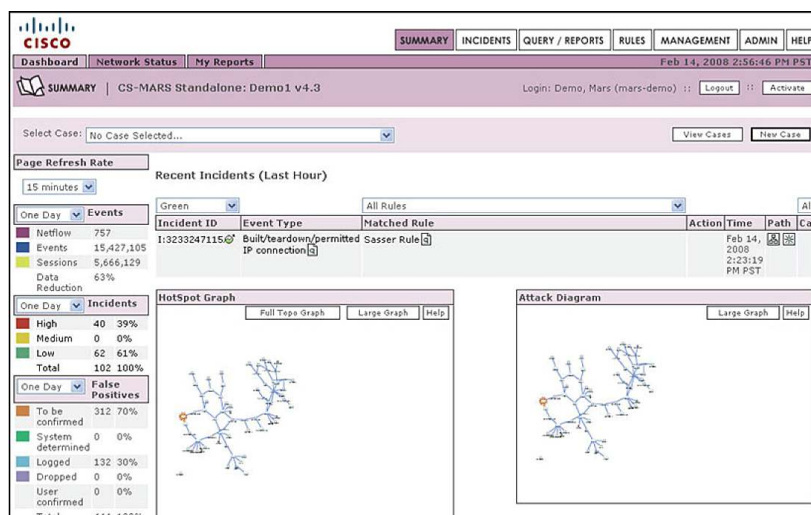 CISCO
SUMMARY INCIDENTS QUERY / REPORTS RULES MANAGEMENT ADMIN HELP
Dashboard Network Status My Reports Feb 14, 2008 2:56:46 PM PST
SUMMARY | CS-MARS Standalone: Demo1 v4.3 Login: Demo, Mars (mars-demo) :: Logout :: Activate
Select Case: No Case Selected... View Cases New Case
Page Refresh Rate
15 minutes
Recent Incidents (Last Hour)
Green All Rules Al
Incident ID Event Type Matched Rule Action Time Path Ca
I:3233247115 Built/teardown/permitted IP connection q Sasser Rule q Feb 14, 2008 2:23:19 PM PST
One Day Events
Netflow 757
Events 15,427,105
Sessions 5,666,129
Data Reduction 63%
One Day Incidents
High 40 39%
Medium 0 0%
Low 62 61%
Total 102 100%
One Day False Positives
To be confirmed 312 70%
System determined 0 0%
Logged 132 30%
Dropped 0 0%
User confirmed 0 0%
HotSpot Graph
Full Topo Graph Large Graph Help
Attack Diagram
Large Graph Help